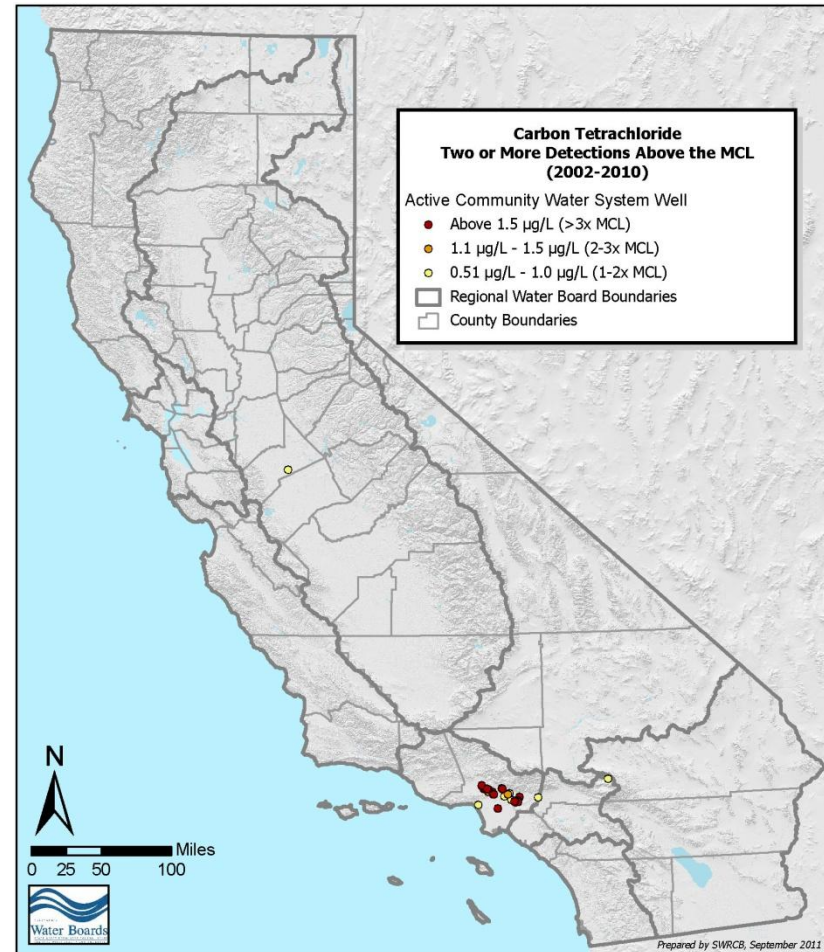 Carbon Tetrachloride
Two or More Detections Above the MCL
(2002-2010)
Active Community Water System Well
Above 1.5 µg/L (>3x MCL)
1.1 µg/L - 1.5 µg/L (2-3x MCL)
0.51 µg/L - 1.0 µg/L (1-2x MCL)
Regional Water Board Boundaries
County Boundaries
N
Miles
0 25 50 100
Water Boards
Prepared by SWRCB, September 2011